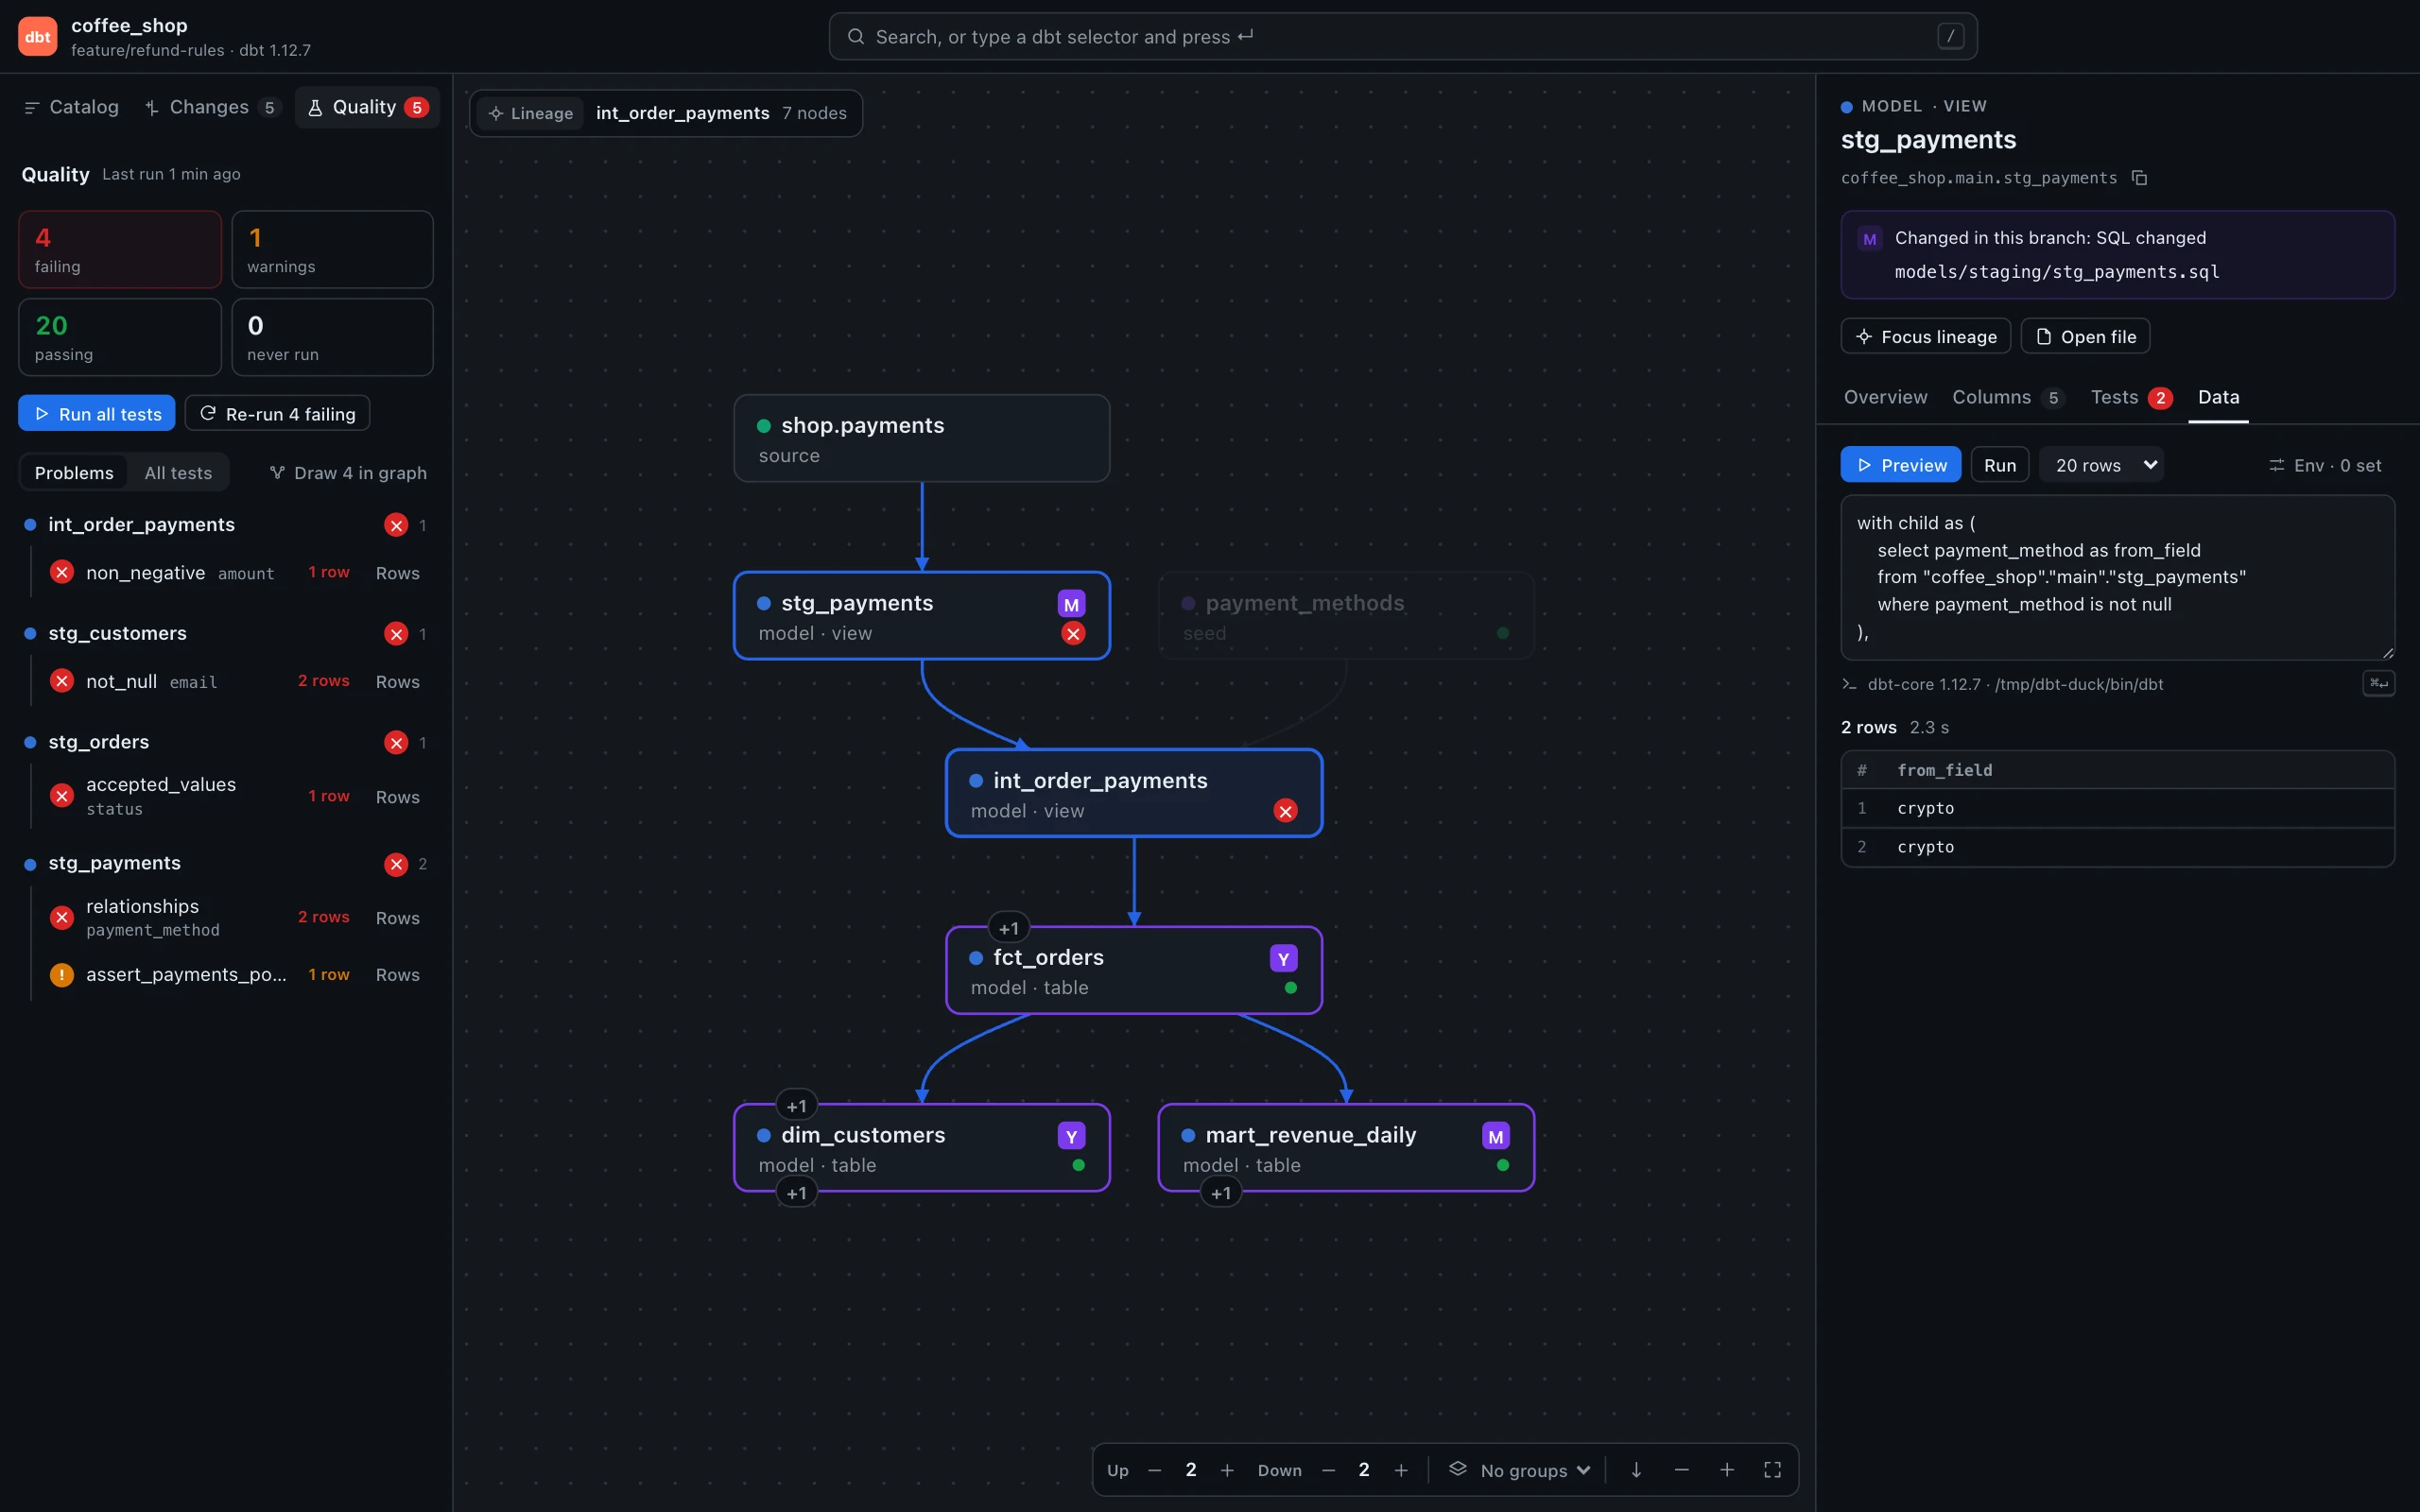 dbt
coffee_shop
feature/refund-rules · dbt 1.12.7
Search, or type a dbt selector and press ↵
/
Catalog
Changes 5
Quality 5
Quality Last run 1 min ago
4
failing
1
warnings
20
passing
0
never run
Run all tests
Re-run 4 failing
Problems
All tests
Draw 4 in graph
int_order_payments 1
non_negative amount 1 row Rows
stg_customers 1
not_null email 2 rows Rows
stg_orders 1
accepted_values
status
1 row Rows
stg_payments 2
relationships
payment_method
2 rows Rows
! assert_payments_po... 1 row Rows
Lineage int_order_payments 7 nodes
shop.payments
source
stg_payments M
model · view
payment_methods
seed
int_order_payments
model · view
+1
fct_orders Y
model · table
+1
dim_customers Y
model · table
+1
mart_revenue_daily M
model · table
+1
Up − 2 + Down − 2 + No groups ↓ − +
MODEL · VIEW
stg_payments
coffee_shop.main.stg_payments
M Changed in this branch: SQL changed
models/staging/stg_payments.sql
Focus lineage
Open file
Overview Columns 5 Tests 2 Data
Preview Run 20 rows Env · 0 set
with child as (
select payment_method as from_field
from "coffee_shop"."main"."stg_payments"
where payment_method is not null
),
dbt-core 1.12.7 · /tmp/dbt-duck/bin/dbt ⌘↵
2 rows 2.3 s
# from_field
1 crypto
2 crypto